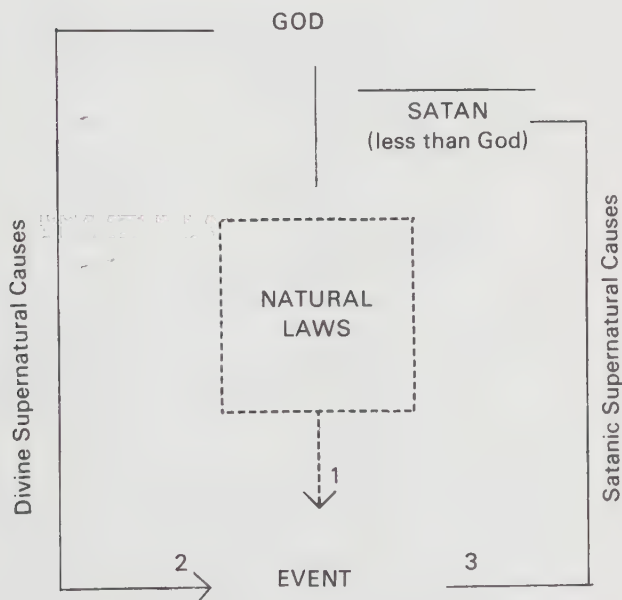 GOD
SATAN
(less than God)
NATURAL
LAWS
Divine Supernatural Causes
Satanic Supernatural Causes
1
2
EVENT
3